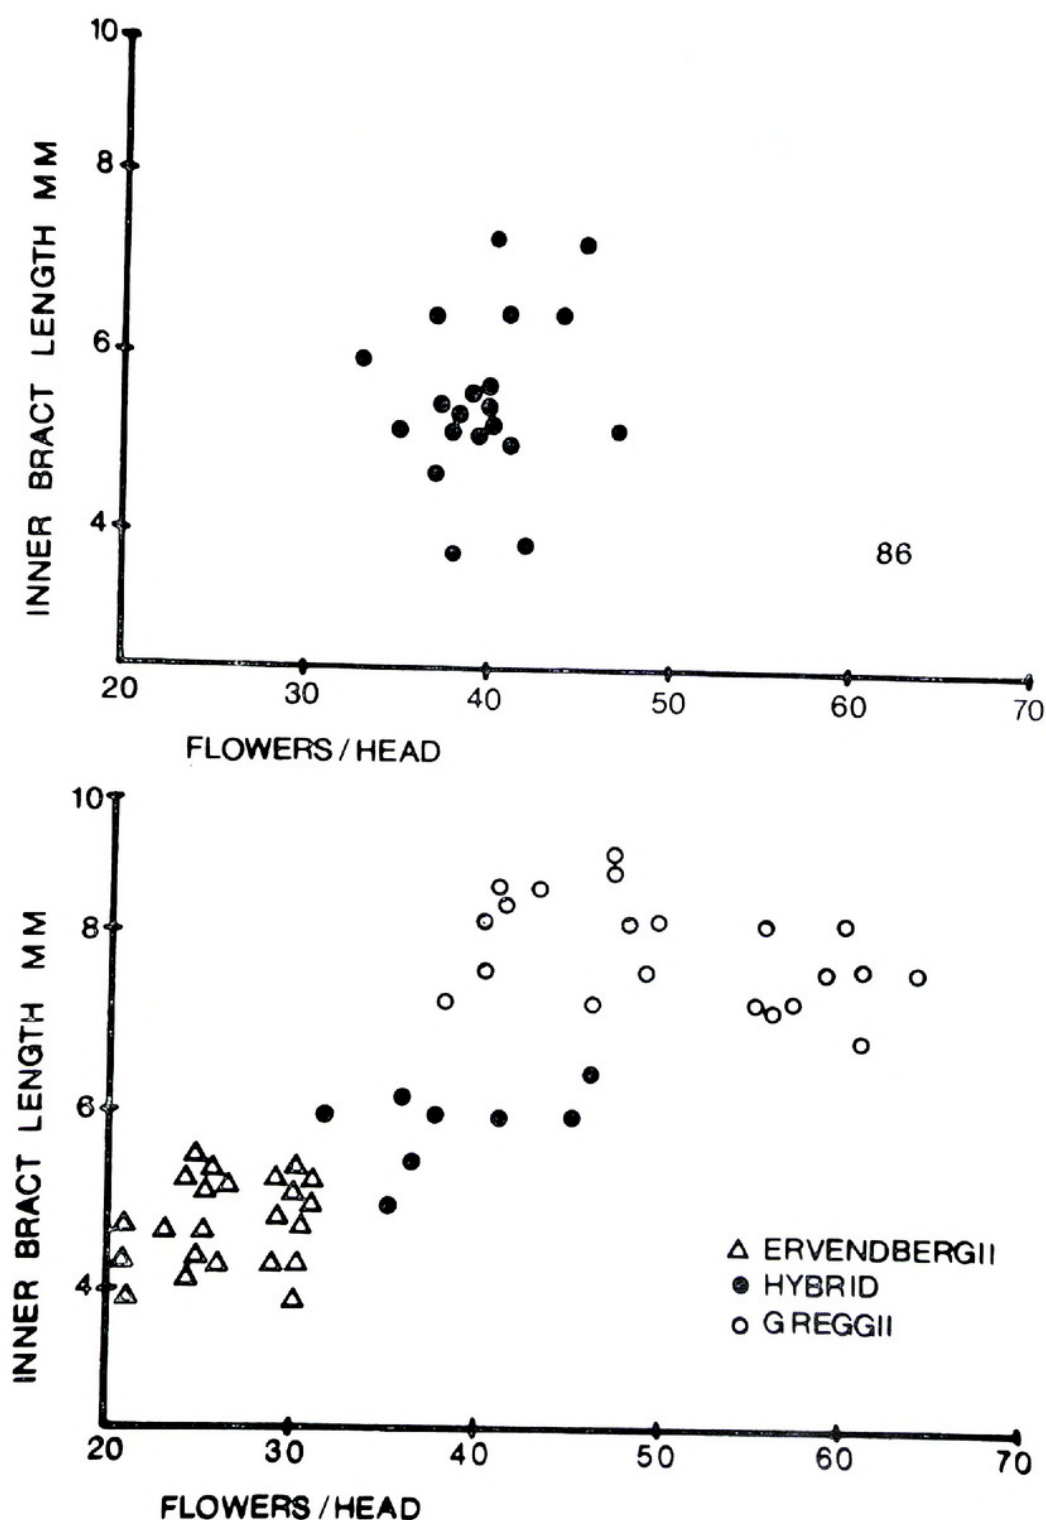 10
8
6
4
INNER BRACT LENGTH MM
86
20 30 40 50 60 70
FLOWERS/HEAD
10
8
6
4
INNER BRACT LENGTH MM
△ ERVENDBERGII
● HYBRID
○ GREGGII
20 30 40 50 60 70
FLOWERS/HEAD